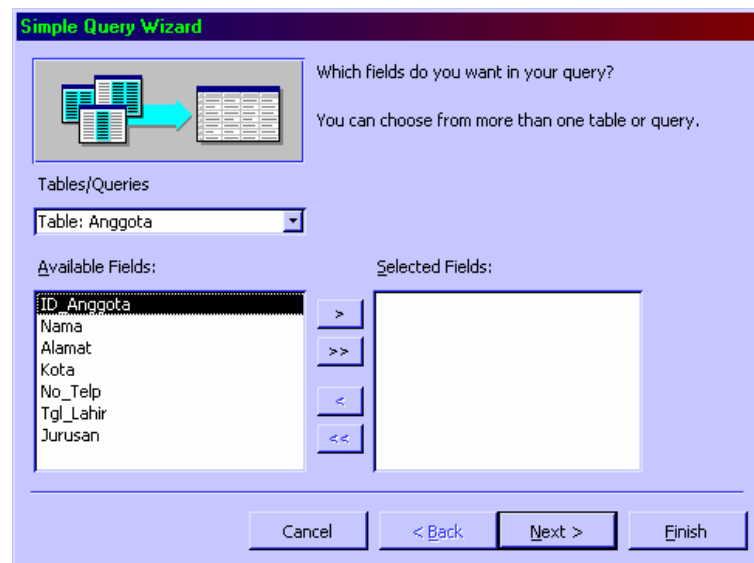 Simple Query Wizard
Which fields do you want in your query?
You can choose from more than one table or query.
Tables/Queries
Table: Anggota
Available Fields:
Selected Fields:
ID_Anggota
Nama
Alamat
Kota
No_Telp
Tgl_Lahir
Jurusan
>
>>
<
<<
Cancel
< Back
Next >
Finish